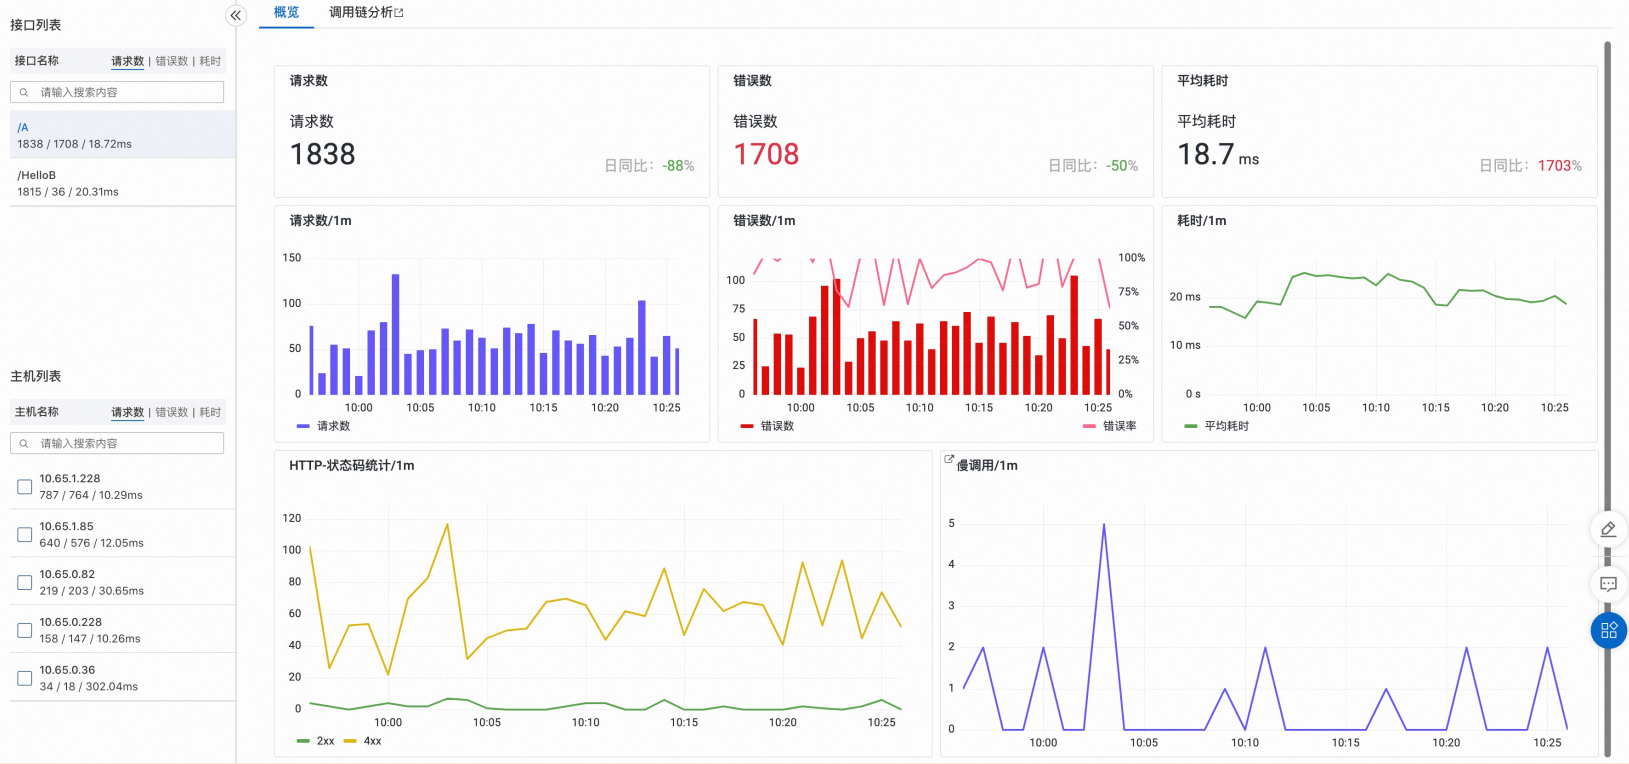 接口列表
接口名称 请求数 | 错误数 | 耗时
请输入搜索内容
/A
1838 / 1708 / 18.72ms
/HelloB
1815 / 36 / 20.31ms
主机列表
主机名称 请求数 | 错误数 | 耗时
请输入搜索内容
10.65.1.228
787 / 764 / 10.29ms
10.65.1.85
640 / 576 / 12.05ms
10.65.0.82
219 / 203 / 30.65ms
10.65.0.228
158 / 147 / 10.26ms
10.65.0.36
34 / 18 / 302.04ms
概览 调用链分析
请求数
请求数
1838
日同比: -88%
错误数
错误数
1708
日同比: -50%
平均耗时
平均耗时
18.7 ms
日同比: 1703%
请求数/1m
150
100
50
0
10:00 10:05 10:10 10:15 10:20 10:25
请求数
错误数/1m
100
75
50
25
0
100%
75%
50%
25%
0%
10:00 10:05 10:10 10:15 10:20 10:25
错误数 错误率
耗时/1m
20 ms
10 ms
0 s
10:00 10:05 10:10 10:15 10:20 10:25
平均耗时
HTTP-状态码统计/1m
120
100
80
60
40
20
0
10:00 10:05 10:10 10:15 10:20 10:25
2xx 4xx
慢调用/1m
5
4
3
2
1
0
10:00 10:05 10:10 10:15 10:20 10:25